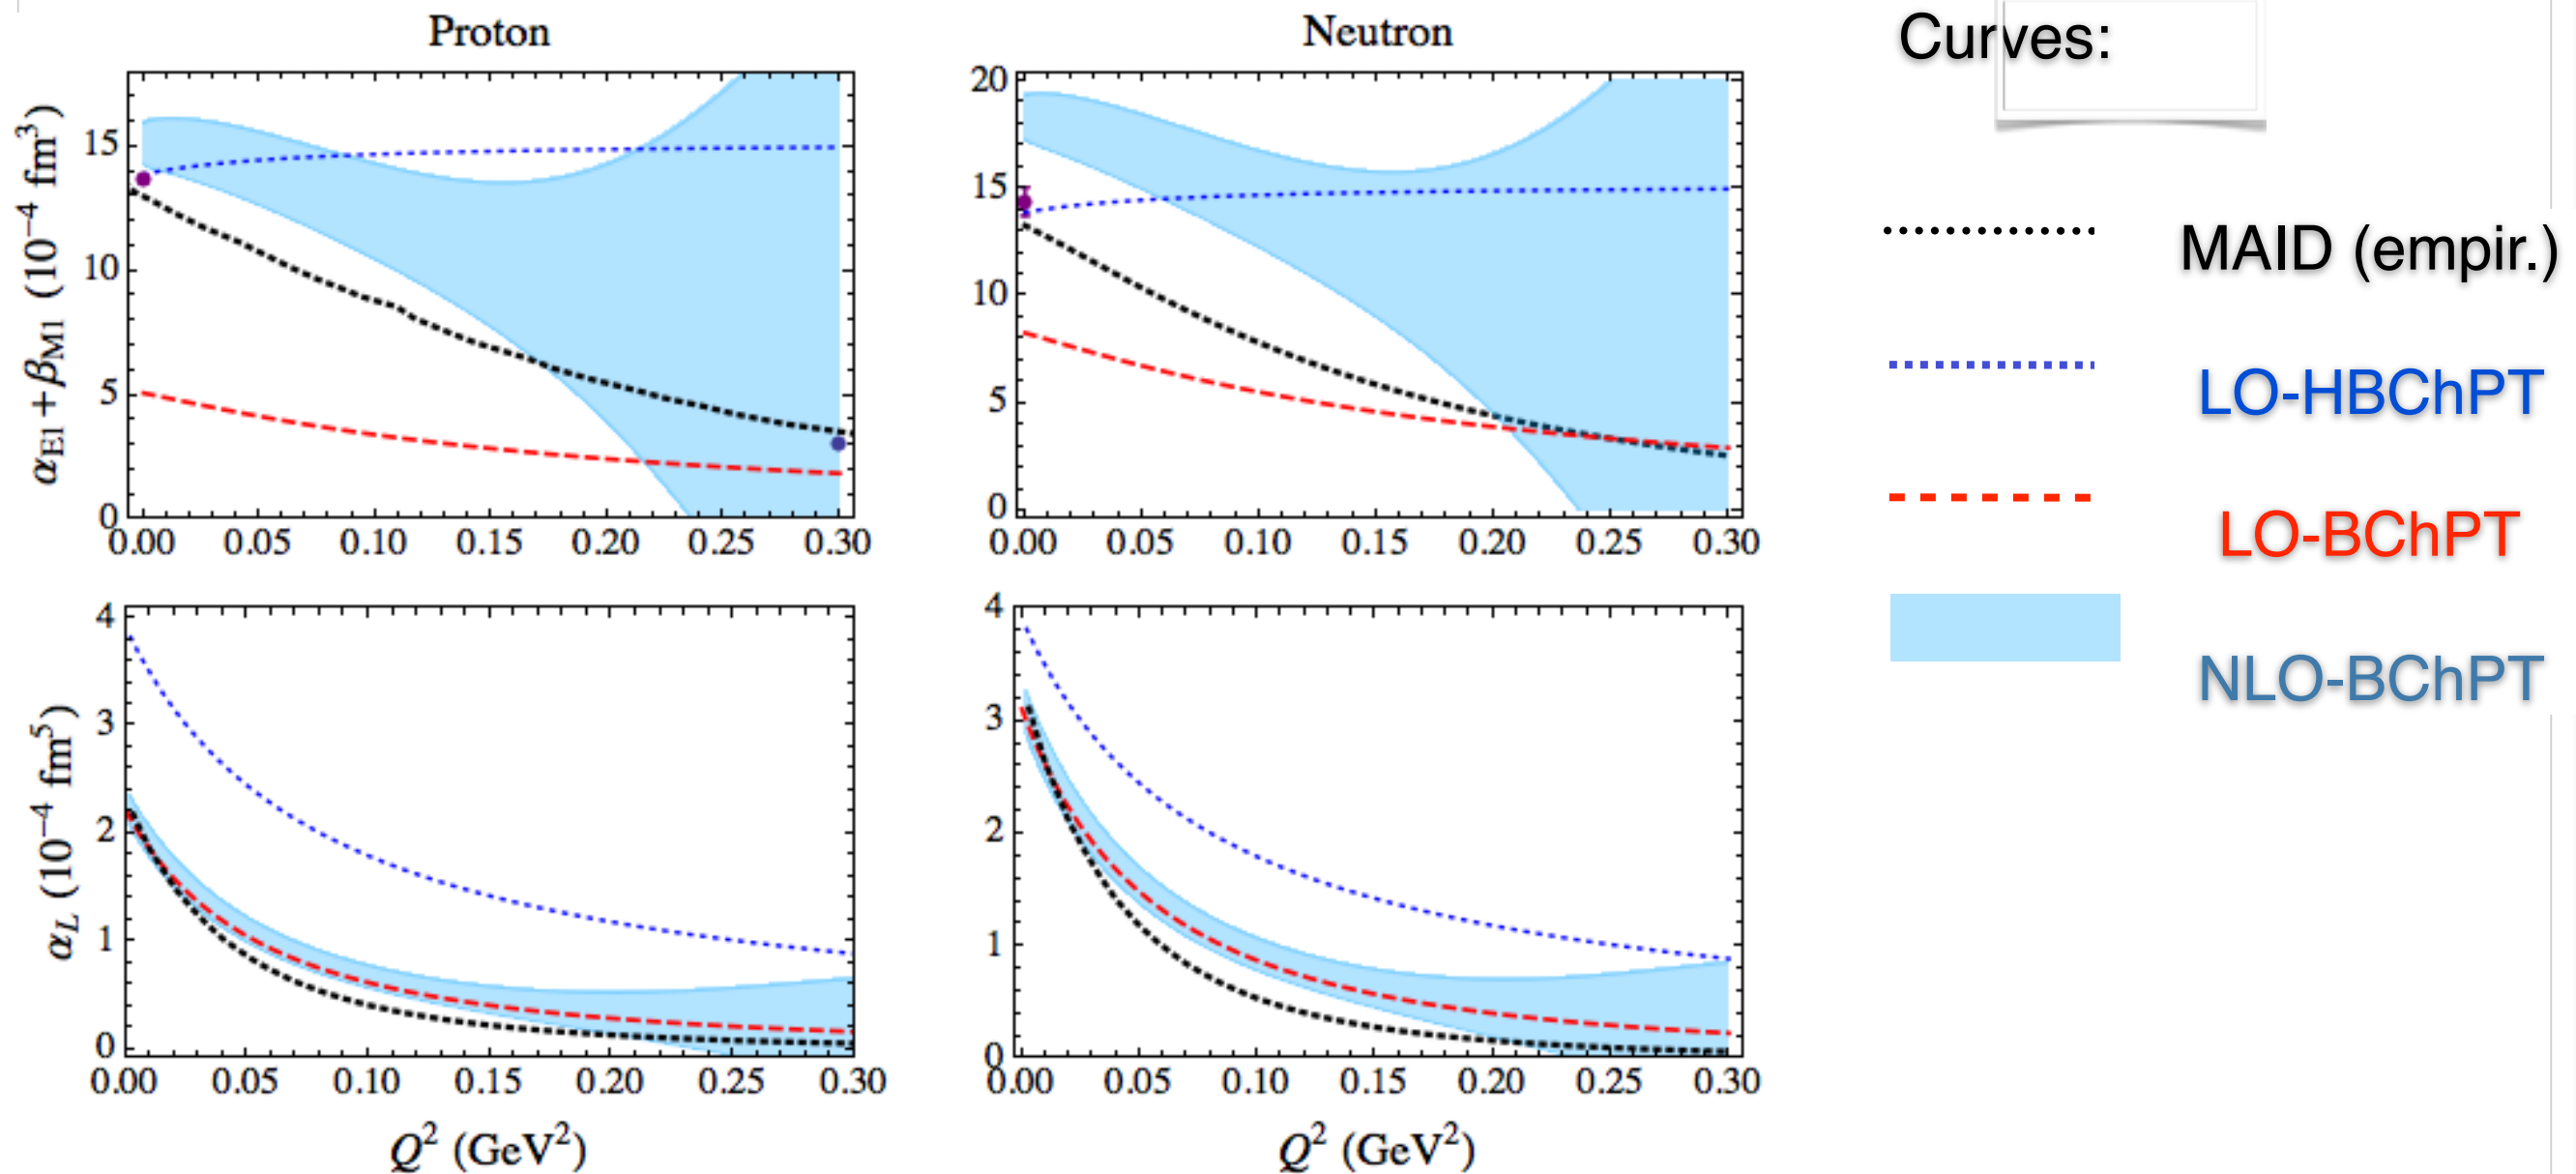 Proton
Neutron
Curves:
α_E1 + β_M1 (10⁻⁴ fm³)
15
10
5
0
0.00 0.05 0.10 0.15 0.20 0.25 0.30
20
15
10
5
0
0.00 0.05 0.10 0.15 0.20 0.25 0.30
MAID (empir.)
LO-HBChPT
LO-BChPT
NLO-BChPT
α_L (10⁻⁴ fm⁵)
4
3
2
1
0
0.00 0.05 0.10 0.15 0.20 0.25 0.30
Q² (GeV²)
4
3
2
1
0
0.00 0.05 0.10 0.15 0.20 0.25 0.30
Q² (GeV²)